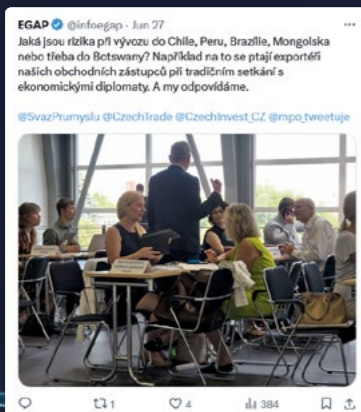 EGAP @infoegap · Jun 27
Jaká jsou rizika při vývozu do Chile, Peru, Brazílie, Mongolska
nebo třeba do Botswany? Například na to se ptají exportéři
našich obchodních zástupců při tradičním setkání s
ekonomickými diplomaty. A my odpovídáme.
@SvazPrumyslu @CzechTrade @CzechInvest_CZ @mpo_tweetuje
1 4 384